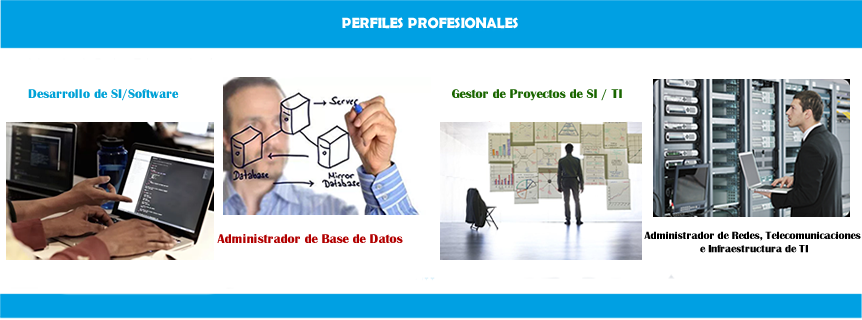 PERFILES PROFESIONALES
Desarrollo de SI/Software
Server
Database
Mirror
Database
Administrador de Base de Datos
Gestor de Proyectos de SI / TI
Administrador de Redes, Telecomunicaciones
e Infraestructura de TI